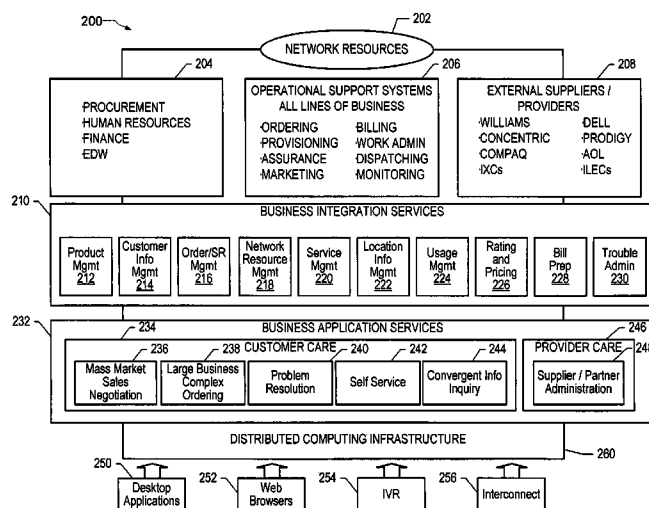 200
202
NETWORK RESOURCES
204
206
208
PROCUREMENT
HUMAN RESOURCES
FINANCE
EDW
OPERATIONAL SUPPORT SYSTEMS
ALL LINES OF BUSINESS
·ORDERING ·BILLING
·PROVISIONING ·WORK ADMIN
·ASSURANCE ·DISPATCHING
·MARKETING ·MONITORING
EXTERNAL SUPPLIERS /
PROVIDERS
·WILLIAMS ·DELL
·CONCENTRIC ·PRODIGY
·COMPAQ ·AOL
·IXCs ·ILECs
210
BUSINESS INTEGRATION SERVICES
Product
Mgmt
212
Customer
Info
Mgmt
214
Order/SR
Mgmt 216
Network
Resource
Mgmt
218
Service
Mgmt
220
Location
Info
Mgmt
222
Usage
Mgmt
224
Rating
and
Pricing
226
Bill
Prep
228
Trouble
Admin
230
232
BUSINESS APPLICATION SERVICES
234
CUSTOMER CARE
236
Mass Market
Sales
Negotiation
238
Large Business
Complex
Ordering
240
Problem
Resolution
242
Self Service
244
Convergent Info
Inquiry
246
PROVIDER CARE
248
Supplier / Partner
Administration
DISTRIBUTED COMPUTING INFRASTRUCTURE
260
250
Desktop
Applications
252
Web
Browsers
254
IVR
256
Interconnect